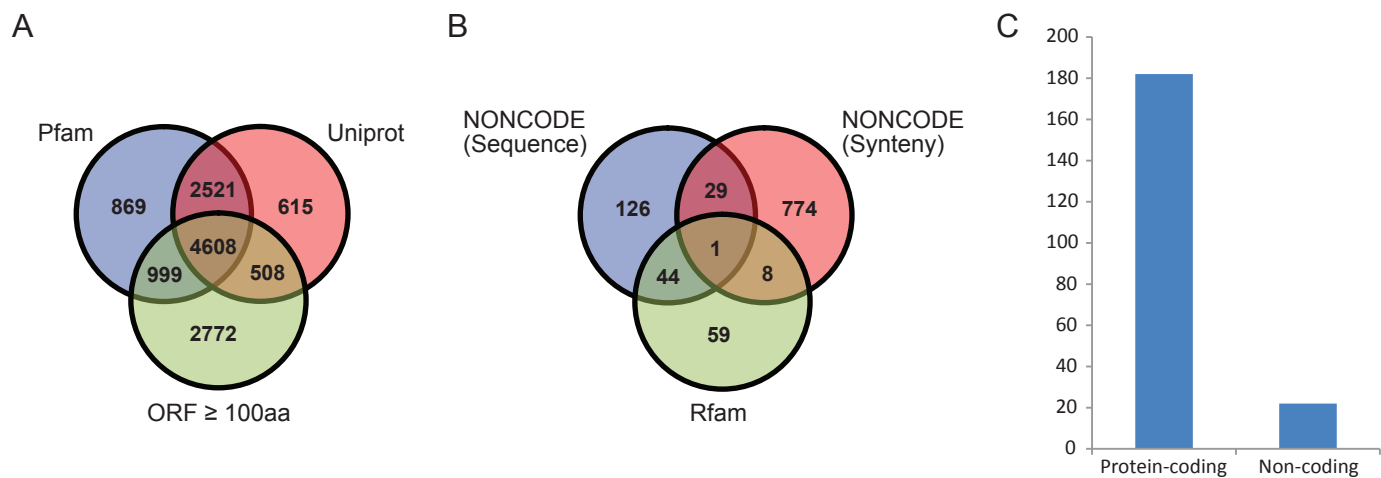 A
Pfam
Uniprot
869
2521
615
4608
999
508
2772
ORF ≥ 100aa
B
NONCODE
(Sequence)
NONCODE
(Synteny)
126
29
774
1
44
8
59
Rfam
C
200
180
160
140
120
100
80
60
40
20
0
Protein-coding
Non-coding